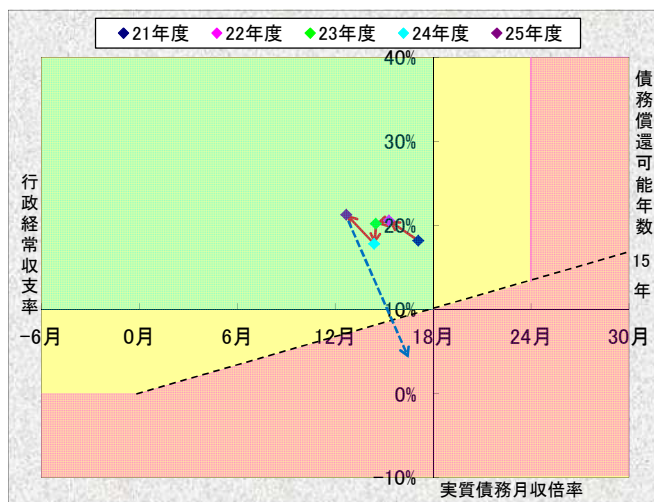 ◆21年度 ◆22年度 ◆23年度 ◆24年度 ◆25年度
40%
30%
20%
10%
0%
-10%
-6月 0月 6月 12月 18月 24月 30月
行政経常収支率
債務償還可能年数15年
実質債務月収倍率